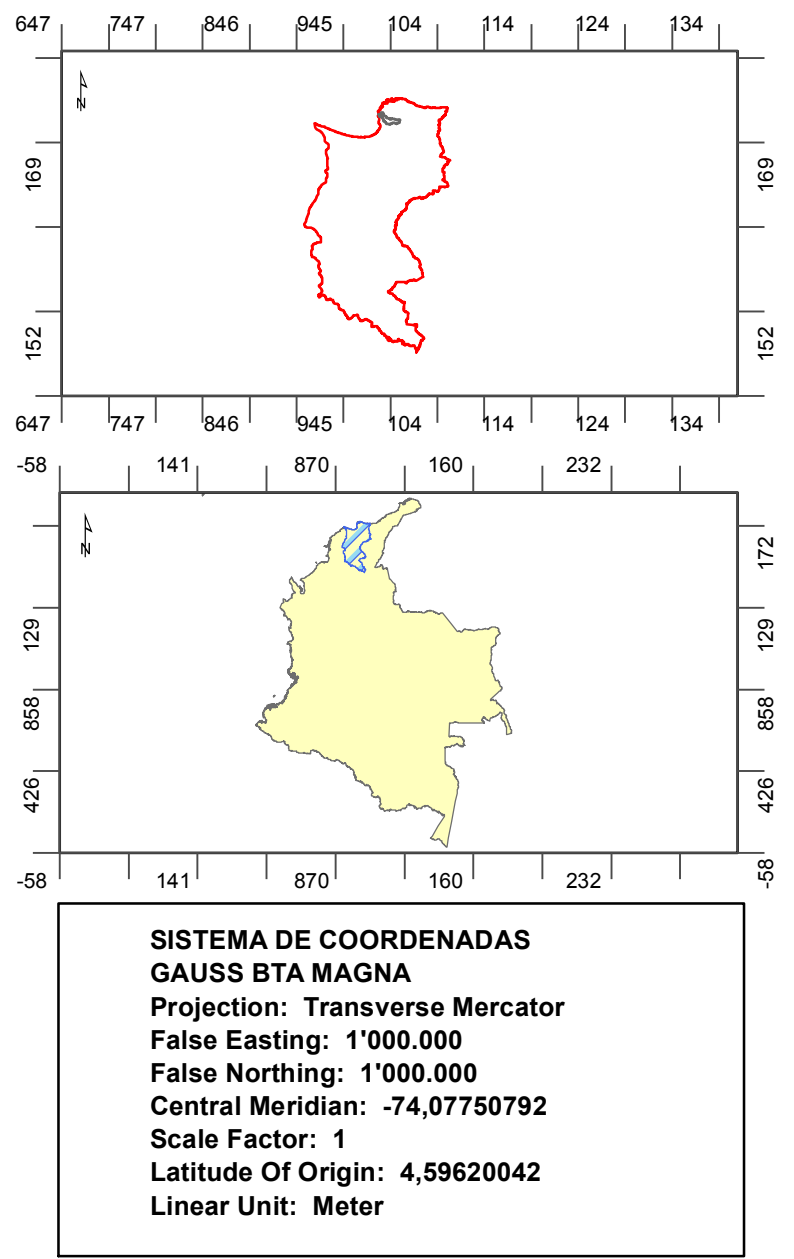 647 747 846 945 104 114 124 134
N
169 169
152 152
647 747 846 945 104 114 124 134
-58 141 870 160 232
N
172
129 129
858 858
426 426
-58
-58 141 870 160 232
SISTEMA DE COORDENADAS
GAUSS BTA MAGNA
Projection: Transverse Mercator
False Easting: 1'000.000
False Northing: 1'000.000
Central Meridian: -74,07750792
Scale Factor: 1
Latitude Of Origin: 4,59620042
Linear Unit: Meter